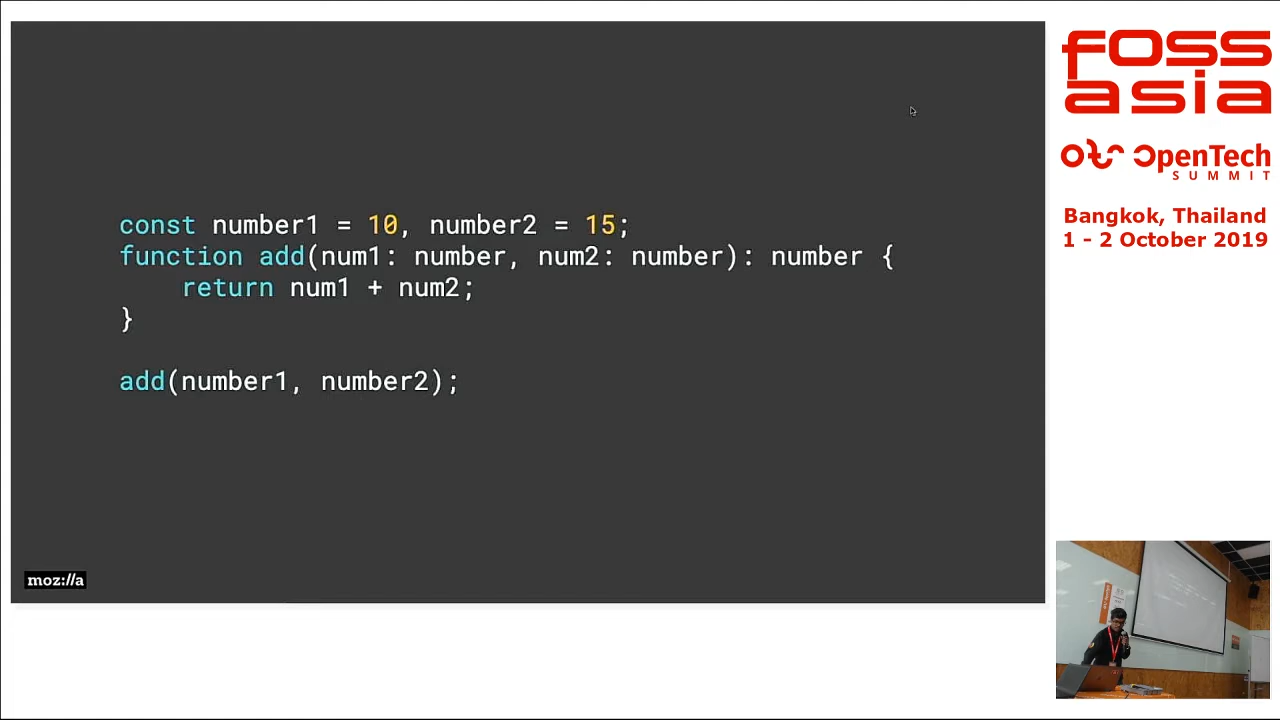 const number1 = 10, number2 = 15;
function add(num1: number, num2: number): number {
    return num1 + num2;
}
add(number1, number2);
moz://a
foss
asia
OpenTech
SUMMIT
Bangkok, Thailand
1 - 2 October 2019